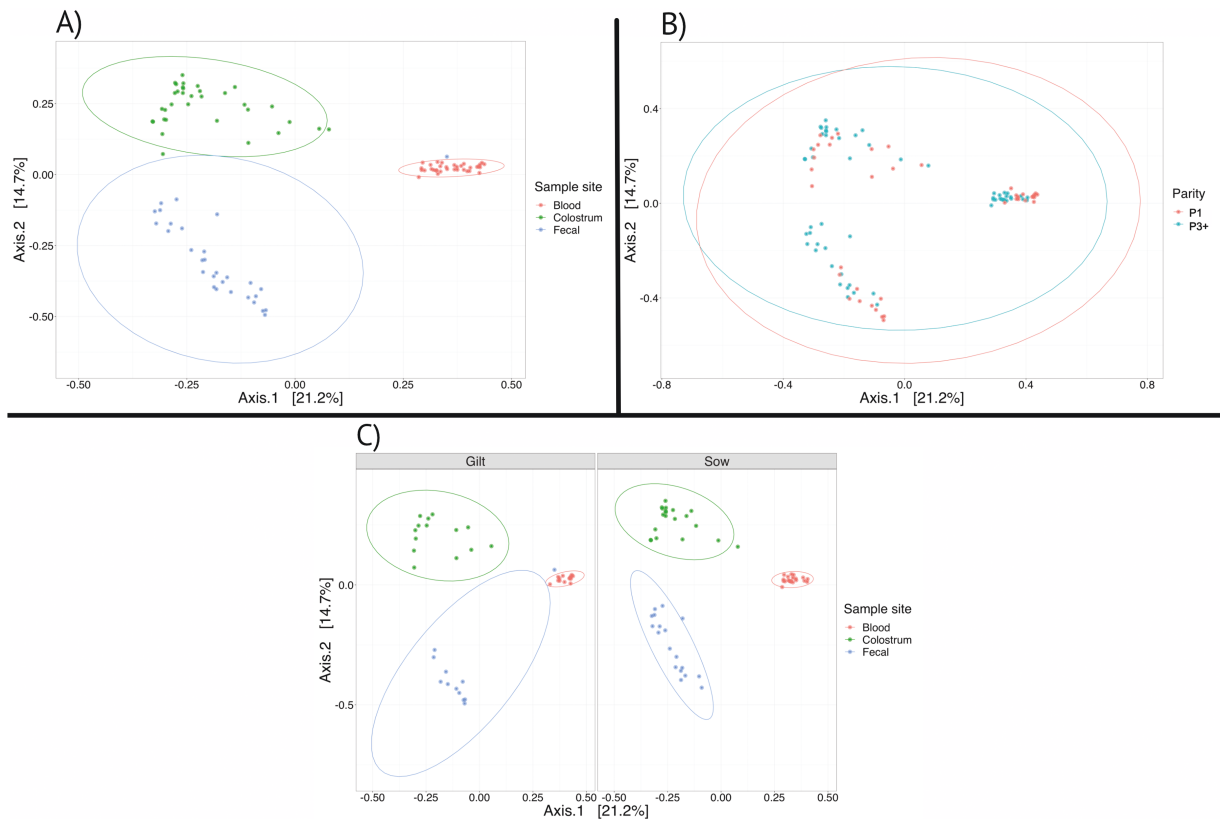 A)
0.25
0.00
-0.25
-0.50
Axis.2 [14.7%]
-0.50
-0.25
0.00
0.25
0.50
Axis.1 [21.2%]
Sample site
Blood
Colostrum
Fecal
B)
0.4
0.0
-0.4
Axis.2 [14.7%]
-0.8
-0.4
0.0
0.4
0.8
Axis.1 [21.2%]
Parity
P1
P3+
C)
Gilt
Sow
0.0
-0.5
Axis.2 [14.7%]
-0.50
-0.25
0.00
0.25
0.50
-0.50
-0.25
0.00
0.25
0.50
Axis.1 [21.2%]
Sample site
Blood
Colostrum
Fecal